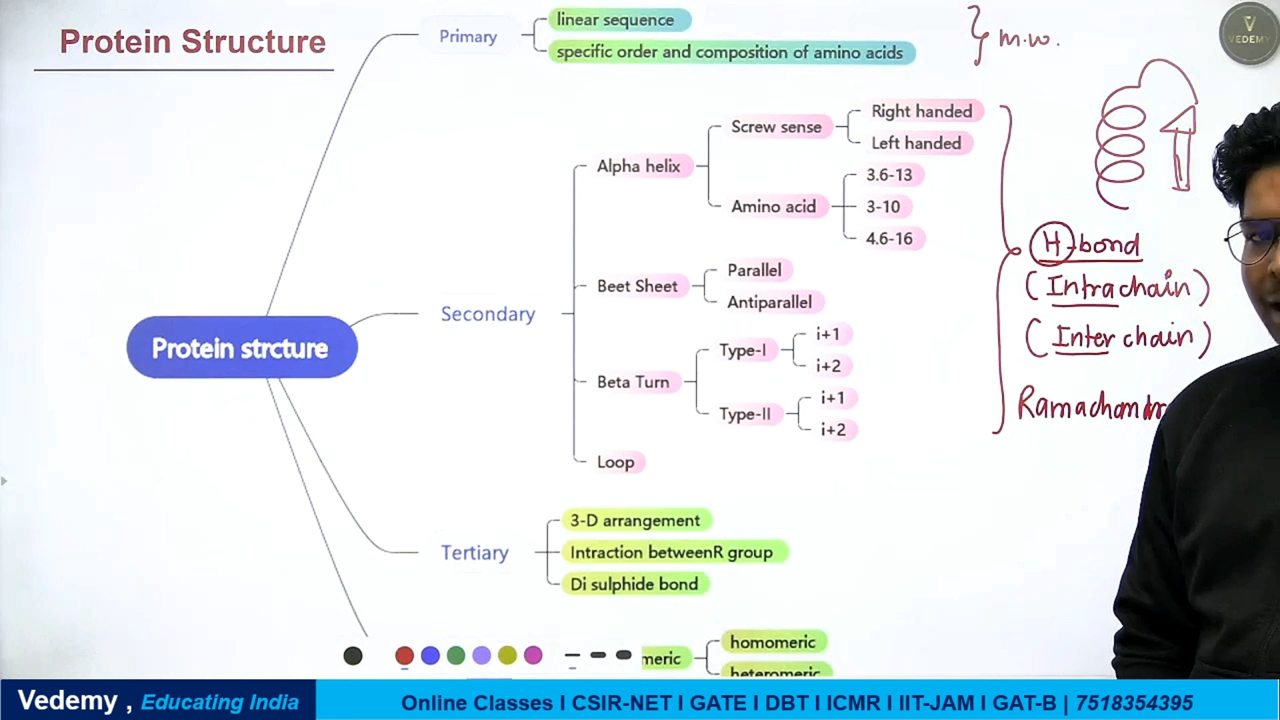 Protein Structure
Primary
linear sequence
specific order and composition of amino acids
m.w.
VEDEMY
Protein strcture
Secondary
Alpha helix
Screw sense
Right handed
Left handed
Amino acid
3.6-13
3-10
4.6-16
Beet Sheet
Parallel
Antiparallel
Beta Turn
Type-I
i+1
i+2
Type-II
i+1
i+2
Loop
H-bond
(Intrachain)
(Inter chain)
Tertiary
3-D arrangement
Intraction betweenR group
Di sulphide bond
meric
homomeric
heteromeric
Vedemy , Educating India
Online Classes I CSIR-NET I GATE I DBT I ICMR I IIT-JAM I GAT-B | 7518354395